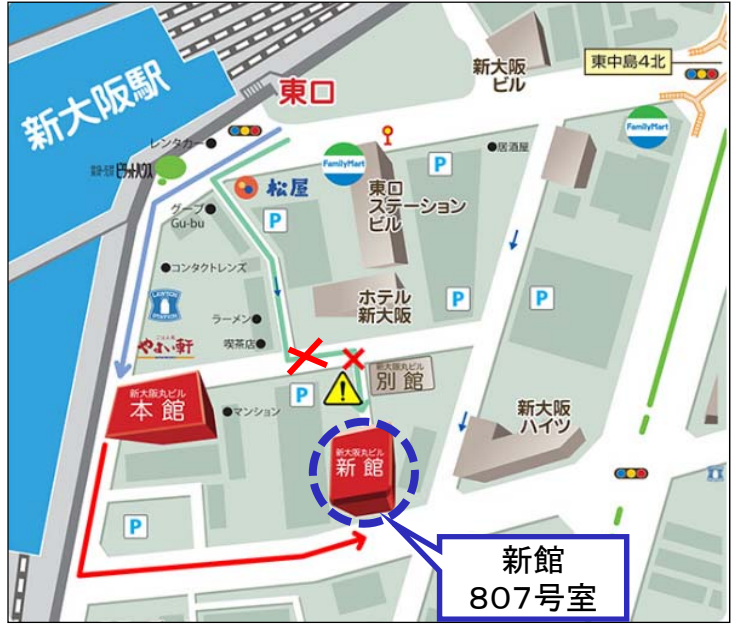 新大阪駅
東口
新大阪
ビル
東中島4北
レンタカー
FamilyMart
FamilyMart
居酒屋
P
松屋
東口
ステーション
ビル
グーブ
Gu-bu
P
コンタクトレンズ
LAWSON
STATION
ホテル
新大阪
P
P
ラーメン
喫茶店
やよい軒
新大阪丸ビル
別館
新大阪丸ビル
本館
P
マンション
新大阪
ハイツ
新大阪丸ビル
新館
P
新館
807号室